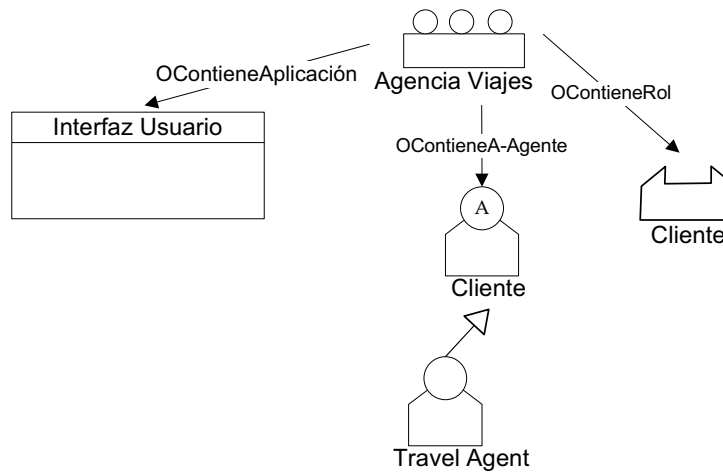 OContieneAplicación
Agencia Viajes
OContieneRol
Interfaz Usuario
OContieneA-Agente
A
Cliente
Cliente
Travel Agent